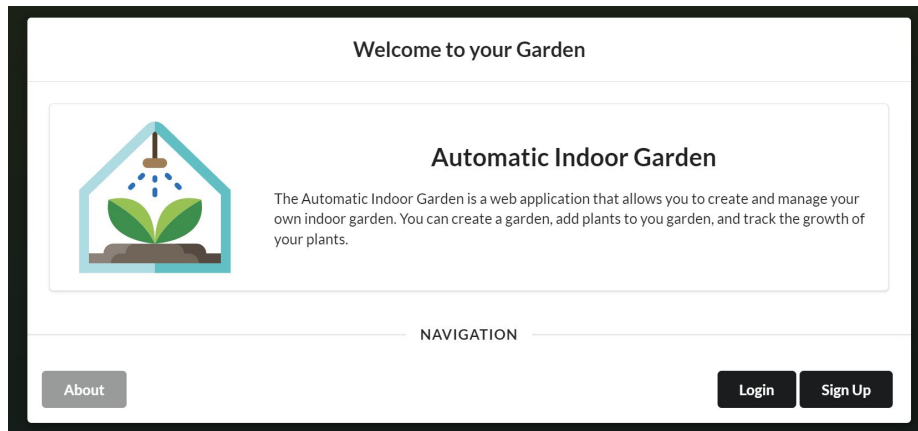 Welcome to your Garden
Automatic Indoor Garden
The Automatic Indoor Garden is a web application that allows you to create and manage your
own indoor garden. You can create a garden, add plants to you garden, and track the growth of
your plants.
NAVIGATION
About
Login
Sign Up